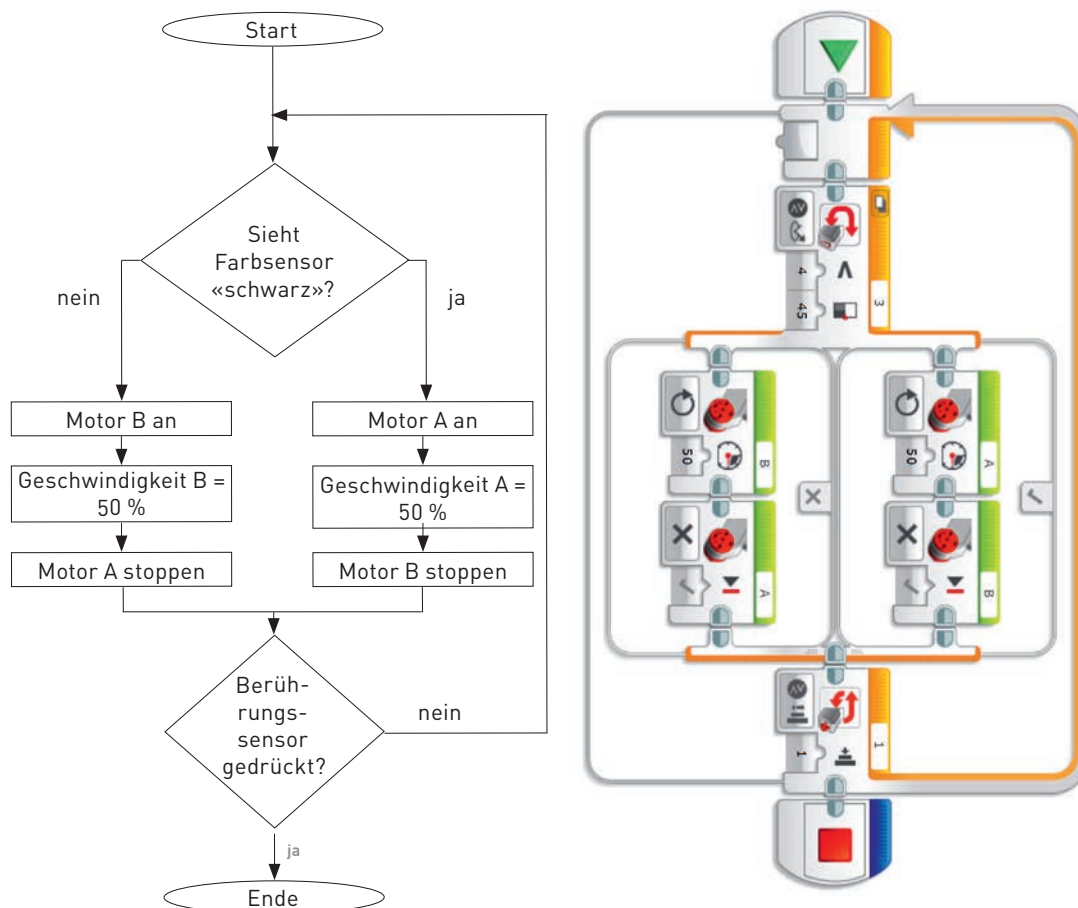 Start
Sieht
Farbsensor
«schwarz»?
nein
ja
Motor B an
Motor A an
Geschwindigkeit B =
50 %
Geschwindigkeit A =
50 %
Motor A stoppen
Motor B stoppen
Berüh-
rungs-
sensor
gedrückt?
nein
ja
Ende
3
4
<
45
50
B
50
A
A
B
1
1